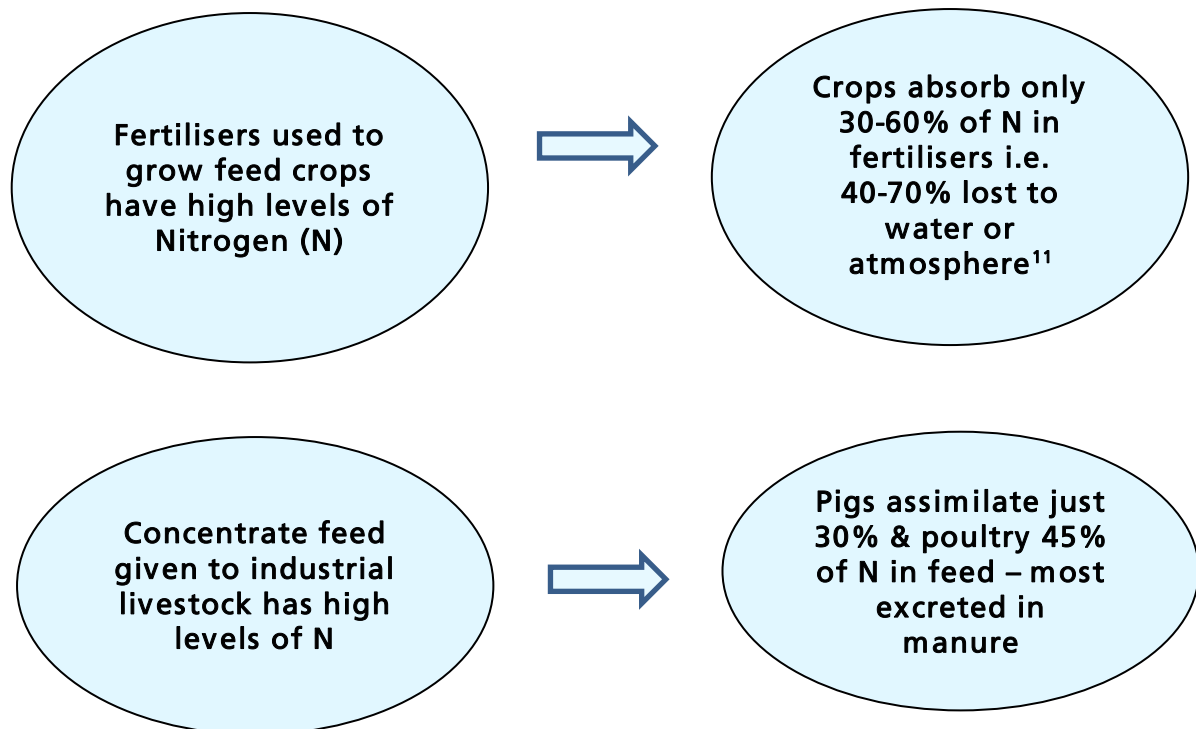 Fertilisers used to
grow feed crops
have high levels of
Nitrogen (N)
Crops absorb only
30-60% of N in
fertilisers i.e.
40-70% lost to
water or
atmosphere¹¹
Concentrate feed
given to industrial
livestock has high
levels of N
Pigs assimilate just
30% & poultry 45%
of N in feed – most
excreted in
manure